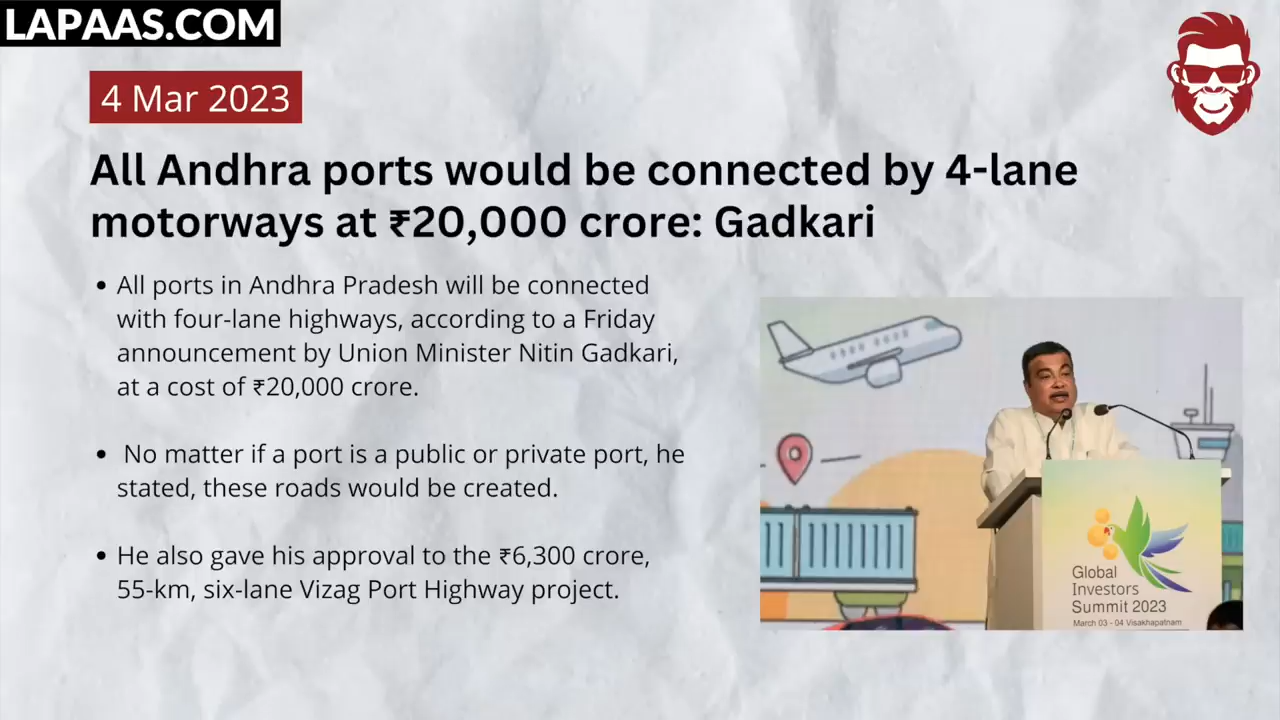 LAPAAS.COM
4 Mar 2023
All Andhra ports would be connected by 4-lane
motorways at ₹20,000 crore: Gadkari
• All ports in Andhra Pradesh will be connected
with four-lane highways, according to a Friday
announcement by Union Minister Nitin Gadkari,
at a cost of ₹20,000 crore.
• No matter if a port is a public or private port, he
stated, these roads would be created.
• He also gave his approval to the ₹6,300 crore,
55-km, six-lane Vizag Port Highway project.
Global
Investors
Summit 2023
March 03 - 04 Visakhapatnam